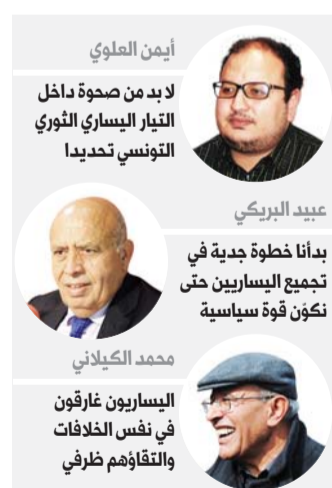 أيمن العلوي
لا بد من صحوة داخل
التيار اليساري الثوري
التونسي تحديدا
عبيد البريكي
بدأنا خطوة جدية في
تجميع اليساريين حتى
نكوّن قوة سياسية
محمد الكيلاني
اليساريون غارقون
في نفس الخلافات
والتقاؤهم ظرفي